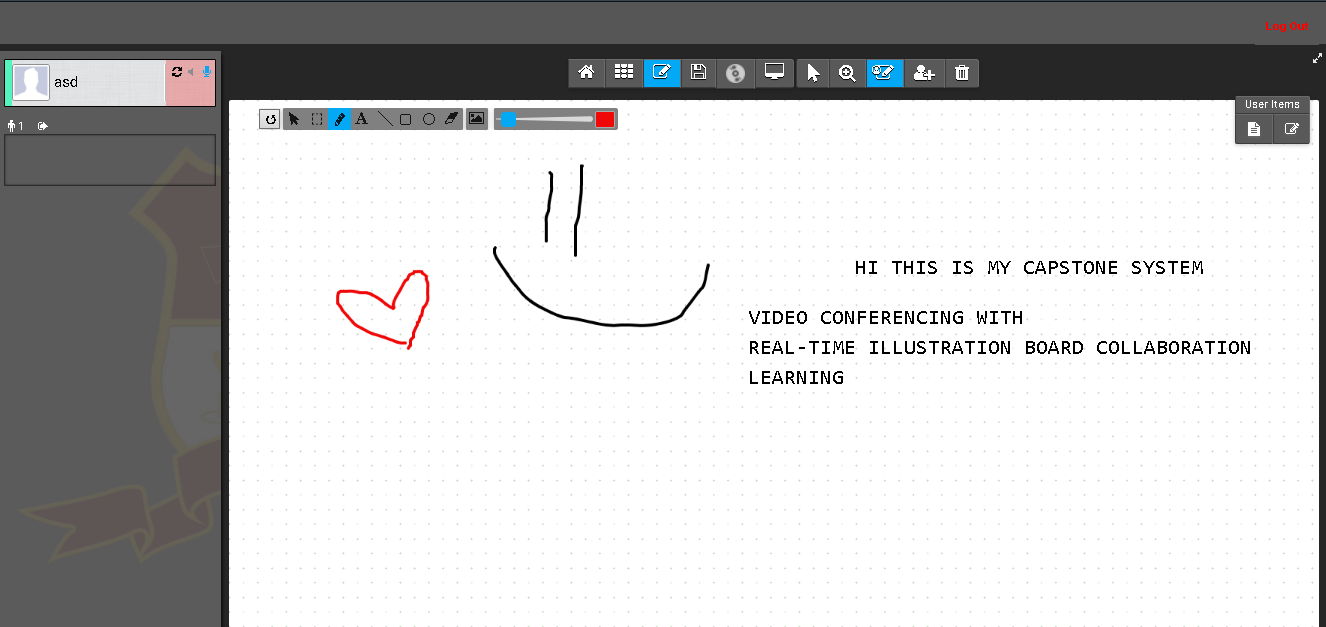 Log Out
asd
1
User Items
A
HI THIS IS MY CAPSTONE SYSTEM
VIDEO CONFERENCING WITH
REAL-TIME ILLUSTRATION BOARD COLLABORATION
LEARNING